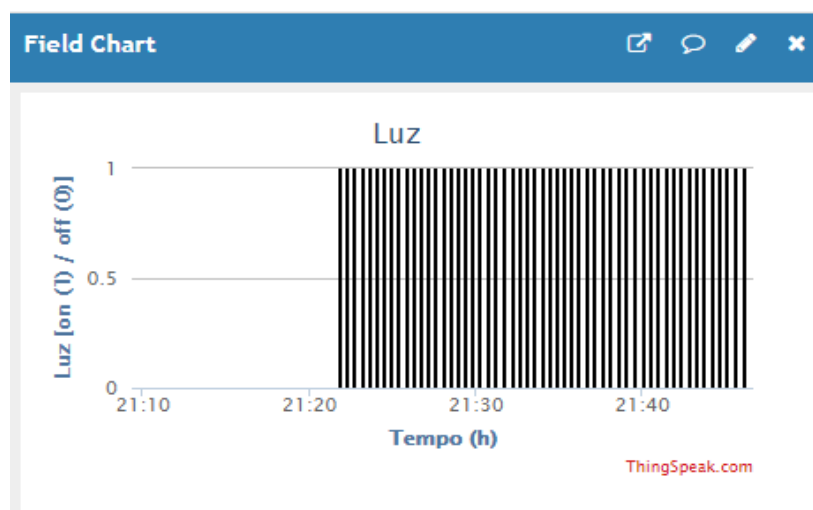 Field Chart
Luz
Luz [on (1) / off (0)]
1
0.5
0
21:10 21:20 21:30 21:40
Tempo (h)
ThingSpeak.com